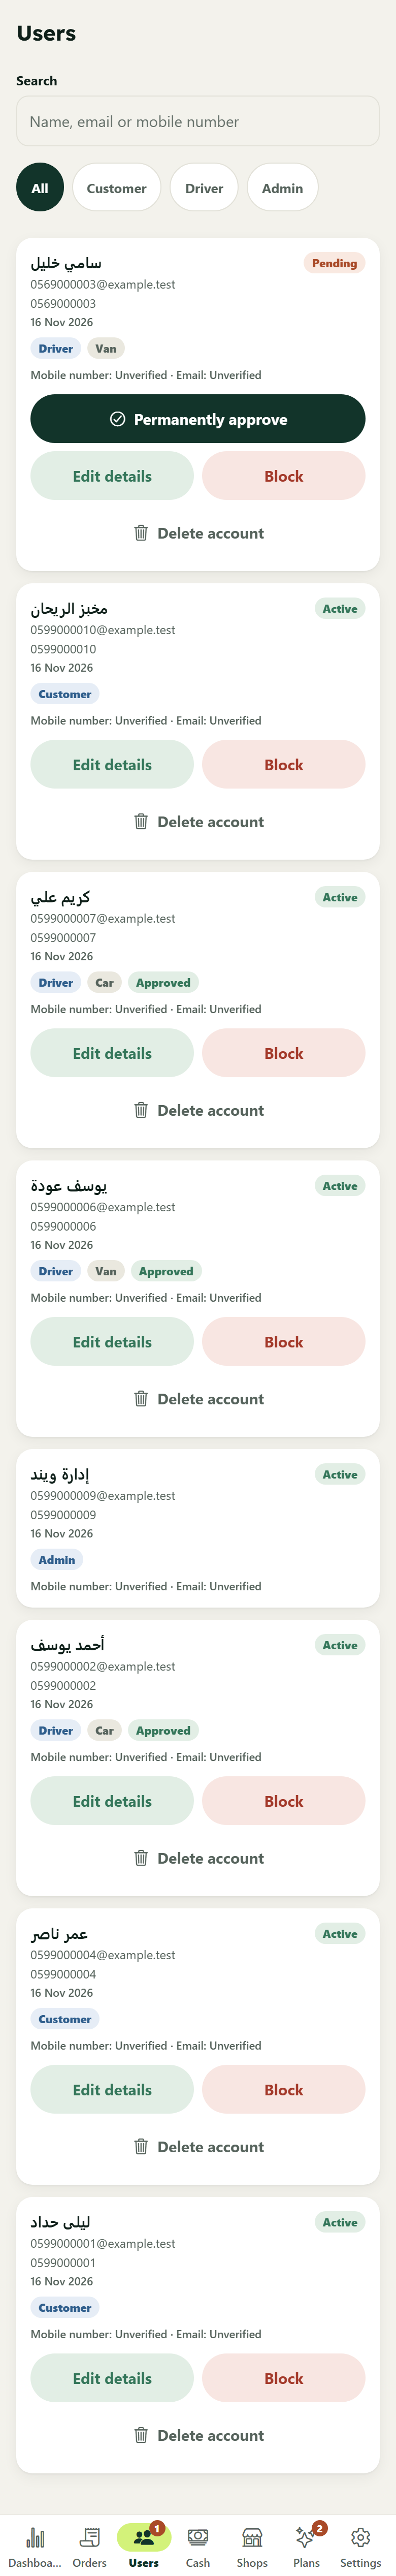 Users
Search
Name, email or mobile number
All Customer Driver Admin
سامي خليل Pending
0569000003@example.test
0569000003
16 Nov 2026
Driver Van
Mobile number: Unverified · Email: Unverified
Permanently approve
Edit details Block
Delete account
مخبز الريحان Active
0599000010@example.test
0599000010
16 Nov 2026
Customer
Mobile number: Unverified · Email: Unverified
Edit details Block
Delete account
كريم علي Active
0599000007@example.test
0599000007
16 Nov 2026
Driver Car Approved
Mobile number: Unverified · Email: Unverified
Edit details Block
Delete account
يوسف عودة Active
0599000006@example.test
0599000006
16 Nov 2026
Driver Van Approved
Mobile number: Unverified · Email: Unverified
Edit details Block
Delete account
إدارة ويند Active
0599000009@example.test
0599000009
16 Nov 2026
Admin
Mobile number: Unverified · Email: Unverified
أحمد يوسف Active
0599000002@example.test
0599000002
16 Nov 2026
Driver Car Approved
Mobile number: Unverified · Email: Unverified
Edit details Block
Delete account
عمر ناصر Active
0599000004@example.test
0599000004
16 Nov 2026
Customer
Mobile number: Unverified · Email: Unverified
Edit details Block
Delete account
ليلى حداد Active
0599000001@example.test
0599000001
16 Nov 2026
Customer
Mobile number: Unverified · Email: Unverified
Edit details Block
Delete account
1 2
Dashboa... Orders Users Cash Shops Plans Settings